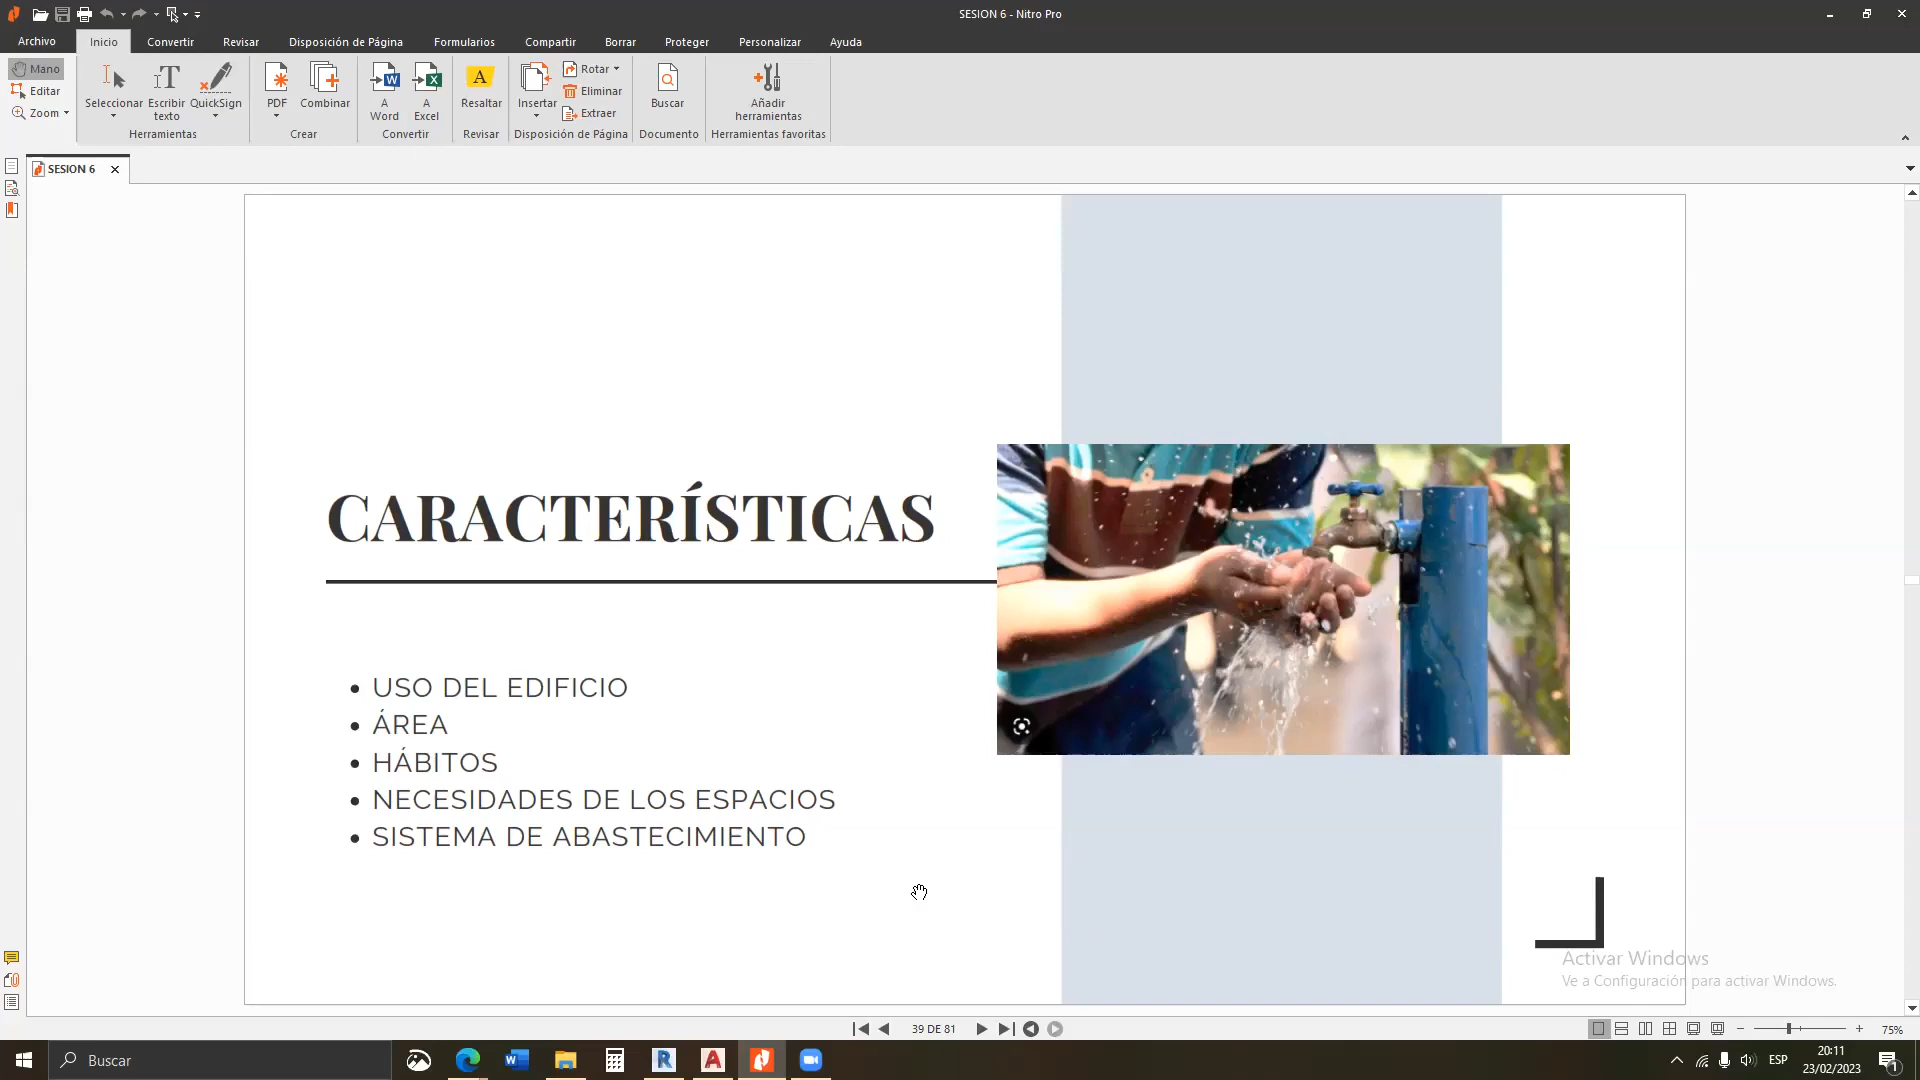 SESION 6 - Nitro Pro
Archivo
Inicio
Convertir
Revisar
Disposición de Página
Formularios
Compartir
Borrar
Proteger
Personalizar
Ayuda
Mano
Editar
Zoom
Seleccionar
Escribir texto
QuickSign
Herramientas
PDF
Combinar
Crear
A Word
A Excel
Convertir
Resaltar
Revisar
Insertar
Rotar
Eliminar
Extraer
Disposición de Página
Buscar
Documento
Añadir herramientas
Herramientas favoritas
SESION 6
CARACTERÍSTICAS
• USO DEL EDIFICIO
• ÁREA
• HÁBITOS
• NECESIDADES DE LOS ESPACIOS
• SISTEMA DE ABASTECIMIENTO
Activar Windows
Ve a Configuración para activar Windows.
39 DE 81
75%
Buscar
ESP
20:11
23/02/2023
1